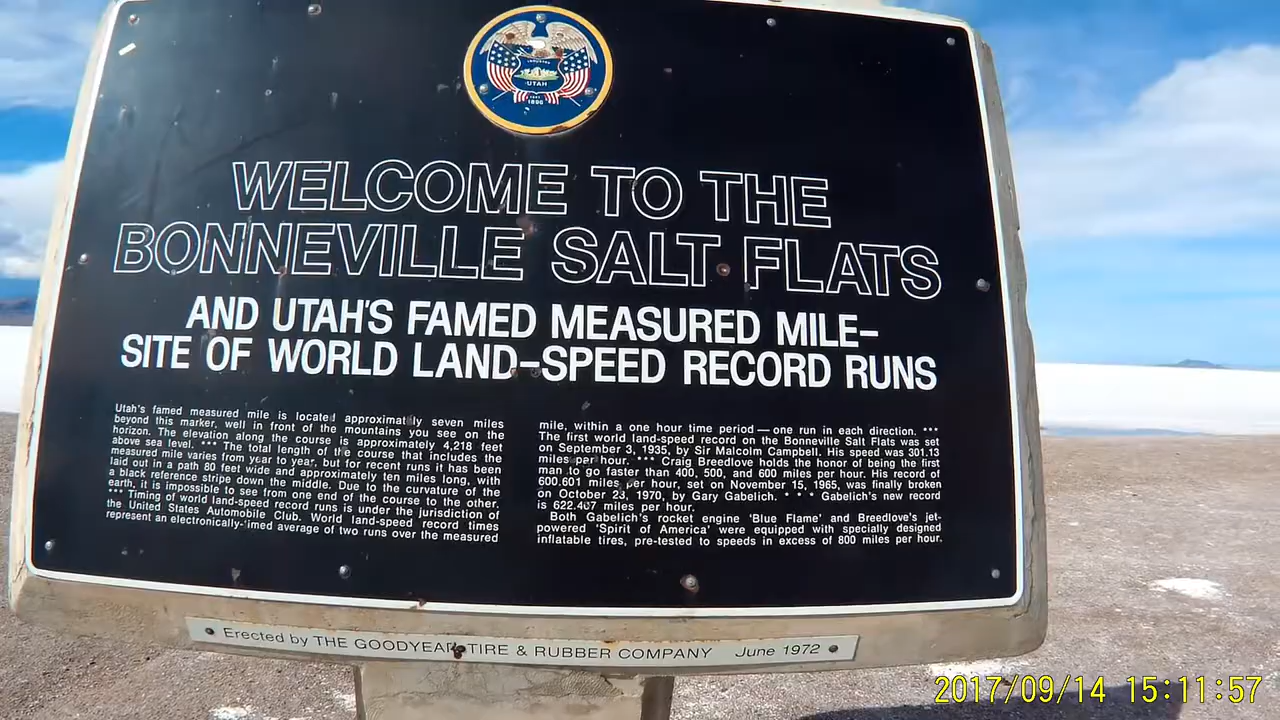 INDUSTRY
UTAH
1896
WELCOME TO THE
BONNEVILLE SALT FLATS
AND UTAH'S FAMED MEASURED MILE–
SITE OF WORLD LAND–SPEED RECORD RUNS
Utah's famed measured mile is located approximately seven miles
beyond this marker, well in front of the mountains you see on the
horizon. The elevation along the course is approximately 4,218 feet
above sea level. *** The total length of the course that includes the
measured mile varies from year to year, but for recent runs it has been
laid out in a path 80 feet wide and approximately ten miles long, with
a black reference stripe down the middle. Due to the curvature of the
earth, it is impossible to see from one end of the course to the other.
*** Timing of world land-speed record runs is under the jurisdiction of
the United States Automobile Club. World land-speed record times
represent an electronically-timed average of two runs over the measured
mile, within a one hour time period — one run in each direction. ***
The first world land-speed record on the Bonneville Salt Flats was set
on September 3, 1935, by Sir Malcolm Campbell. His speed was 301.13
miles per hour. *** Craig Breedlove holds the honor of being the first
man to go faster than 400, 500, and 600 miles per hour. His record of
600.601 miles per hour, set on November 15, 1965, was finally broken
on October 23, 1970, by Gary Gabelich. * * * Gabelich's new record
is 622.407 miles per hour.
Both Gabelich's rocket engine 'Blue Flame' and Breedlove's jet-
powered 'Spirit of America' were equipped with specially designed
inflatable tires, pre-tested to speeds in excess of 800 miles per hour.
Erected by THE GOODYEAR TIRE & RUBBER COMPANY June 1972
2017/09/14 15:11:57